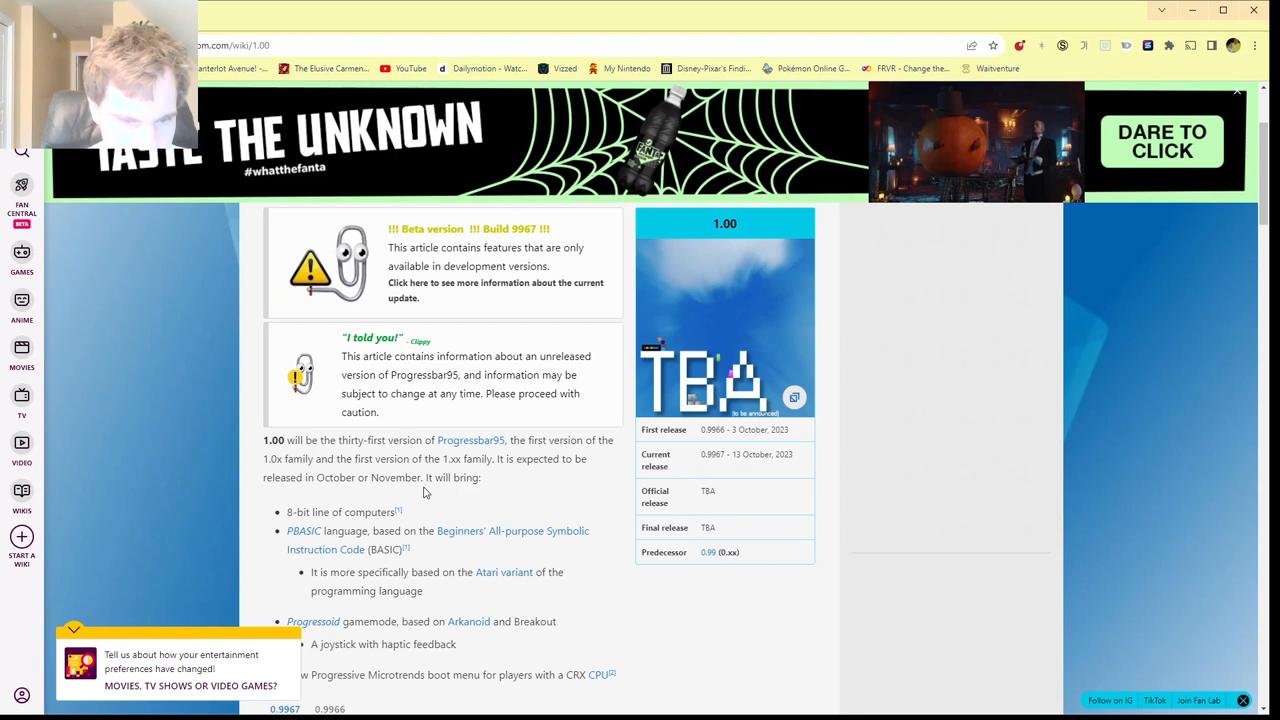 om.com/wiki/1.00
anterlot Avenue! -...
The Elusive Carmen...
YouTube
Dailymotion - Watc...
Vizzed
My Nintendo
Disney-Pixar's Findi...
Pokémon Online G...
FRVR - Change the...
Waitventure
TASTE THE UNKNOWN
#whatthefanta
FANTA
DARE TO
CLICK
FAN
CENTRAL
BETA
GAMES
ANIME
MOVIES
TV
VIDEO
WIKIS
START A
WIKI
!!! Beta version !!! Build 9967 !!!
This article contains features that are only
available in development versions.
Click here to see more information about the current
update.
"I told you!" - Clippy
This article contains information about an unreleased
version of Progressbar95, and information may be
subject to change at any time. Please proceed with
caution.
1.00 will be the thirty-first version of Progressbar95, the first version of the
1.0x family and the first version of the 1.xx family. It is expected to be
released in October or November. It will bring:
8-bit line of computers[1]
PBASIC language, based on the Beginners' All-purpose Symbolic
Instruction Code (BASIC)[1]
It is more specifically based on the Atari variant of the
programming language
Progressoid gamemode, based on Arkanoid and Breakout
A joystick with haptic feedback
w Progressive Microtrends boot menu for players with a CRX CPU[2]
0.9967 0.9966
1.00
TBA
(to be announced)
First release 0.9966 - 3 October, 2023
Current release 0.9967 - 13 October, 2023
Official release TBA
Final release TBA
Predecessor 0.99 (0.xx)
Tell us about how your entertainment
preferences have changed!
MOVIES, TV SHOWS OR VIDEO GAMES?
Follow on IG TikTok Join Fan Lab